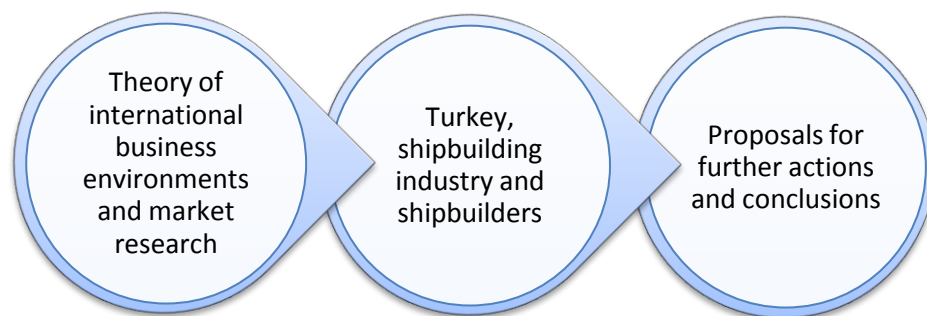 Theory of
international
business
environments
and market
research
Turkey,
shipbuilding
industry and
shipbuilders
Proposals for
further actions
and conclusions